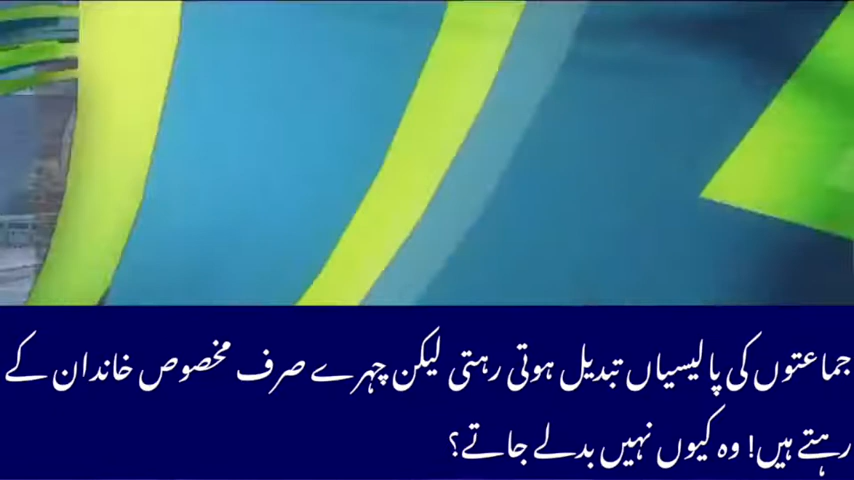 جماعتوں کی پالیسیاں تبدیل ہوتی رہتی لیکن چہرے صرف مخصوص خاندان کے
رہتے ہیں! وہ کیوں نہیں بدلے جاتے؟